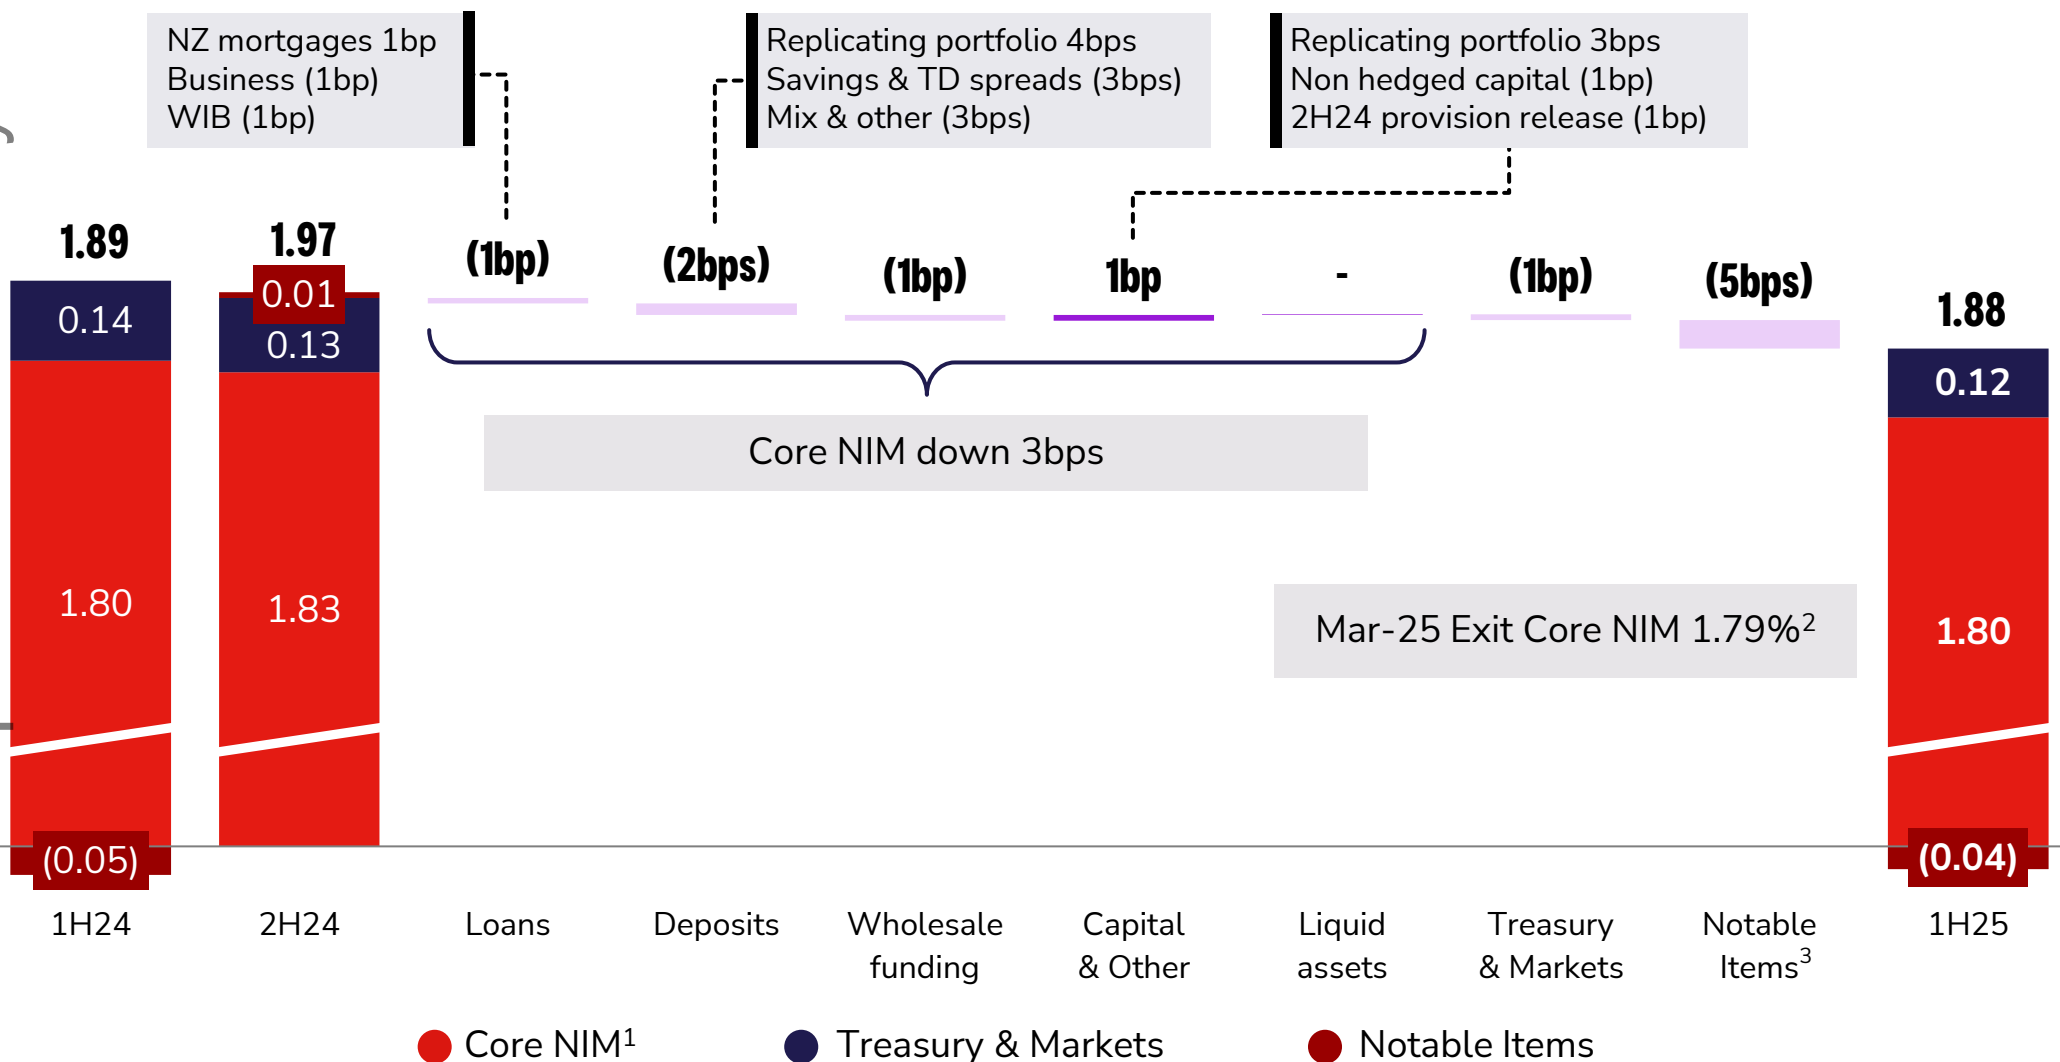 NZ mortgages 1bp
Business (1bp)
WIB (1bp)
Replicating portfolio 4bps
Savings & TD spreads (3bps)
Mix & other (3bps)
Replicating portfolio 3bps
Non hedged capital (1bp)
2H24 provision release (1bp)
1.89
0.14
1.80
(0.05)
1.97
0.01
0.13
1.83
(1bp)
(2bps)
(1bp)
1bp
-
(1bp)
(5bps)
1.88
0.12
1.80
(0.04)
Core NIM down 3bps
Mar-25 Exit Core NIM 1.79%²
1H24
2H24
Loans
Deposits
Wholesale
funding
Capital
& Other
Liquid
assets
Treasury
& Markets
Notable
Items³
1H25
Core NIM¹
Treasury & Markets
Notable Items